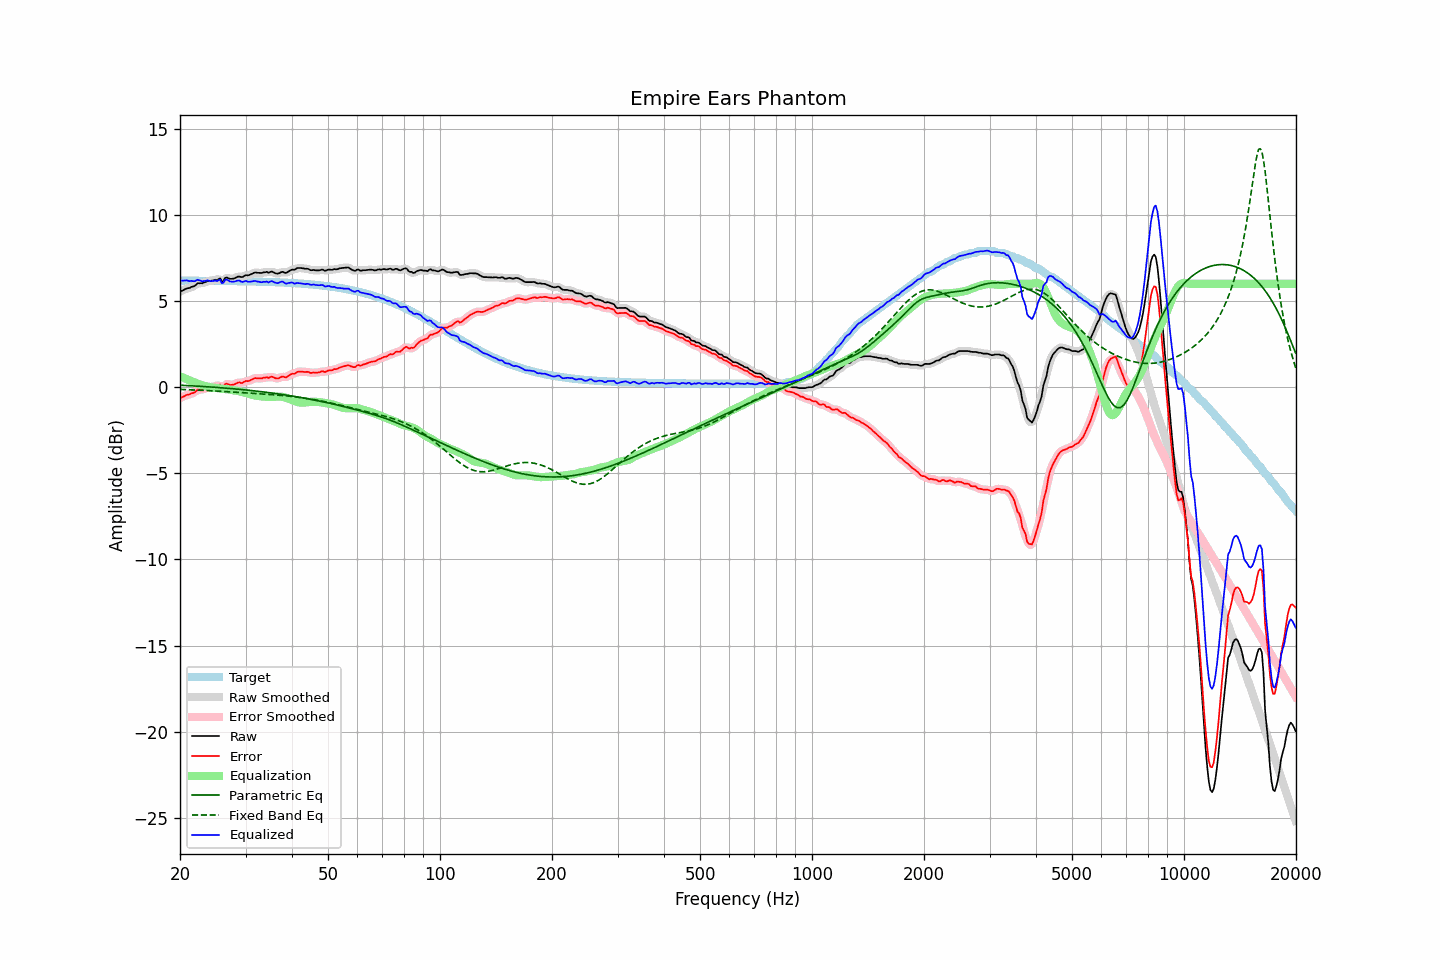 Empire Ears Phantom
15
10
5
0
−5
−10
−15
−20
−25
Amplitude (dBr)
Target
Raw Smoothed
Error Smoothed
Raw
Error
Equalization
Parametric Eq
Fixed Band Eq
Equalized
20 50 100 200 500 1000 2000 5000 10000 20000
Frequency (Hz)